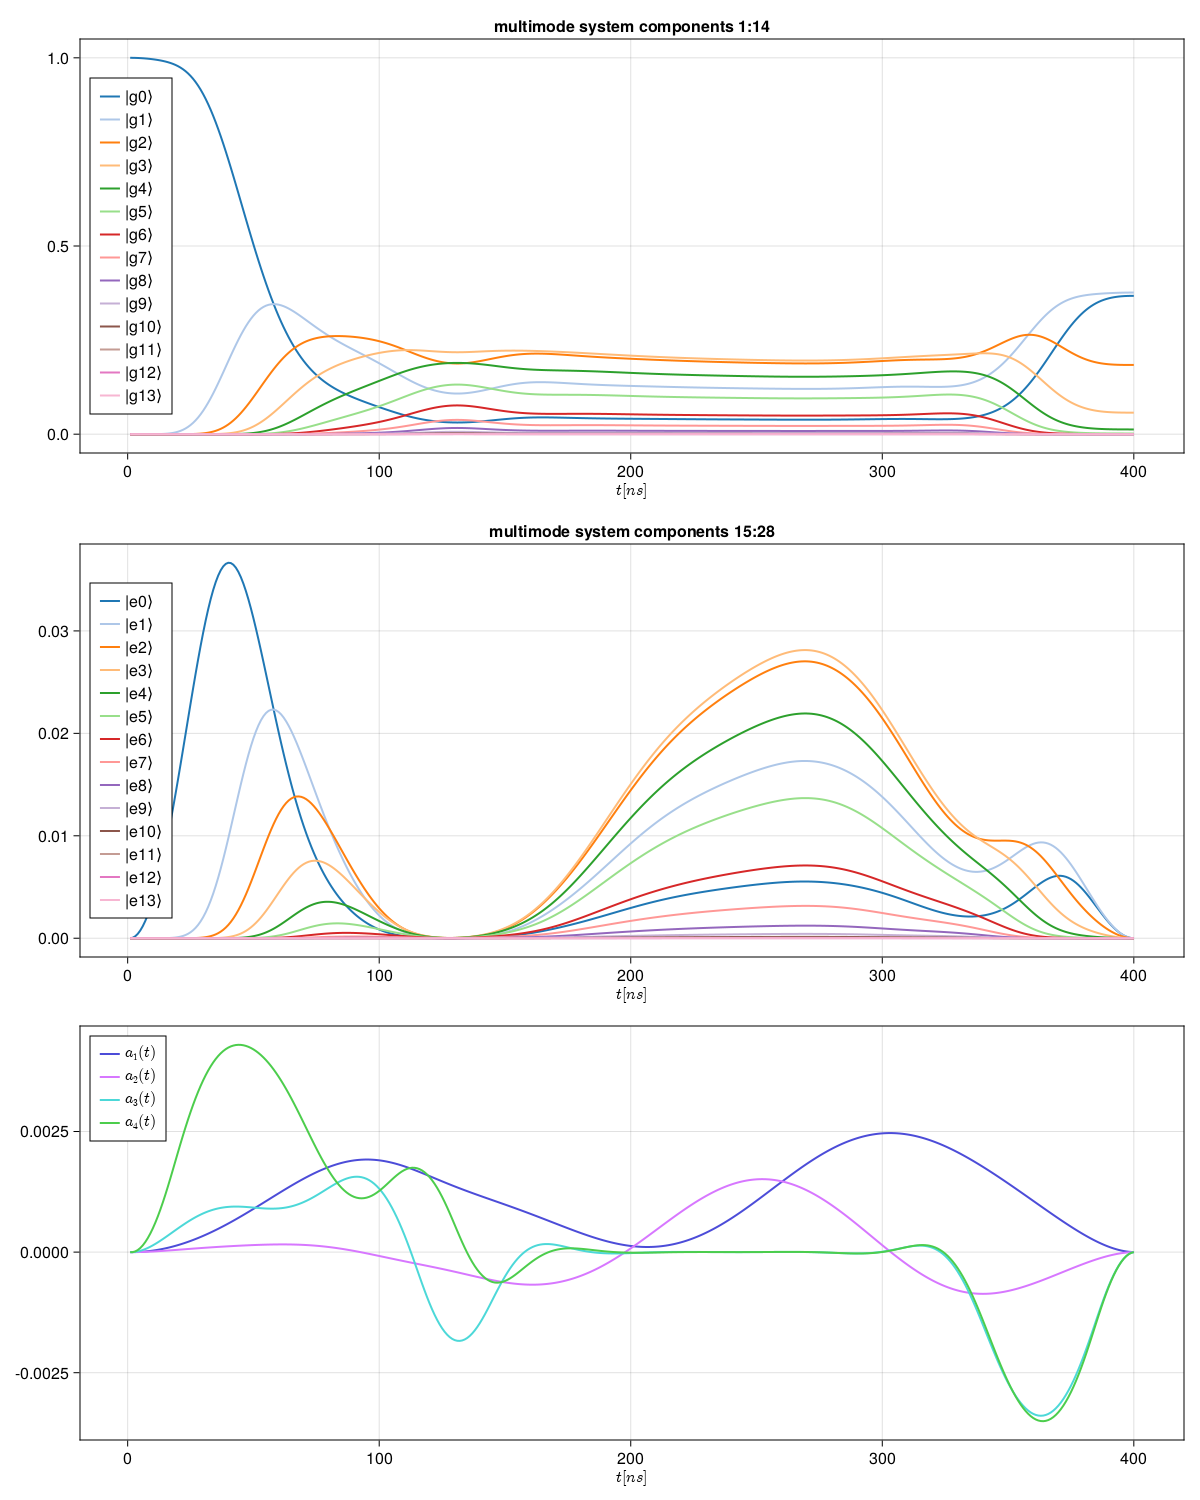 multimode system components 1:14
1.0
0.5
0.0
|g0⟩
|g1⟩
|g2⟩
|g3⟩
|g4⟩
|g5⟩
|g6⟩
|g7⟩
|g8⟩
|g9⟩
|g10⟩
|g11⟩
|g12⟩
|g13⟩
0 100 200 300 400
t[ns]
multimode system components 15:28
0.03
0.02
0.01
0.00
|e0⟩
|e1⟩
|e2⟩
|e3⟩
|e4⟩
|e5⟩
|e6⟩
|e7⟩
|e8⟩
|e9⟩
|e10⟩
|e11⟩
|e12⟩
|e13⟩
0 100 200 300 400
t[ns]
a₁(t)
a₂(t)
a₃(t)
a₄(t)
0.0025
0.0000
-0.0025
0 100 200 300 400
t[ns]